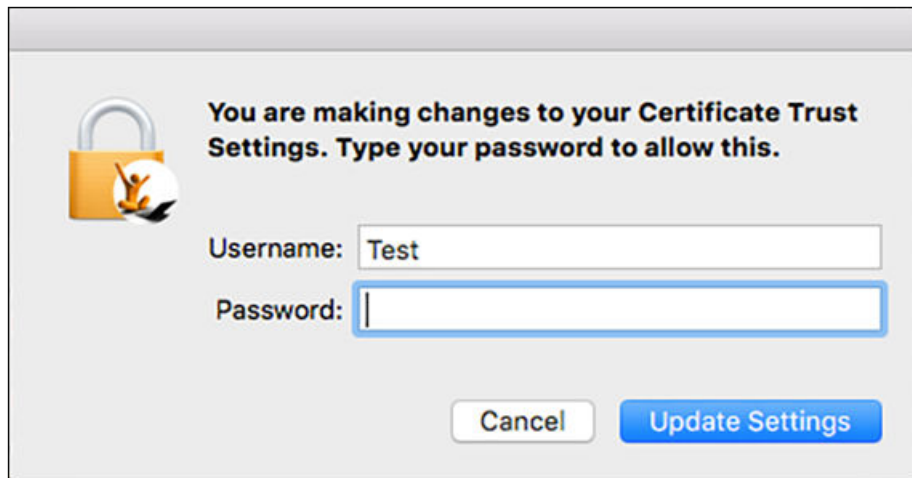 You are making changes to your Certificate Trust
Settings. Type your password to allow this.
Username: Test
Password:
Cancel Update Settings